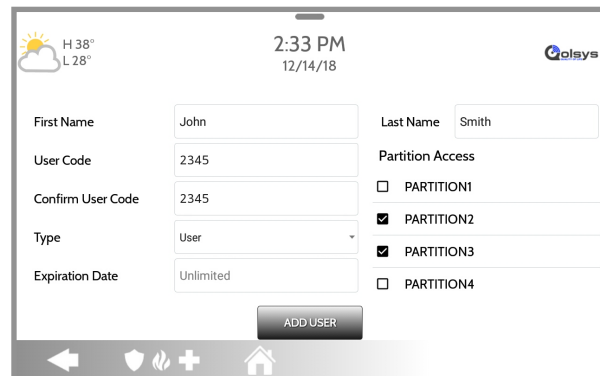 H 38°
L 28°
2:33 PM
12/14/18
Qolsys
First Name John
Last Name Smith
User Code 2345
Confirm User Code 2345
Type User
Expiration Date Unlimited
Partition Access
PARTITION1
PARTITION2
PARTITION3
PARTITION4
ADD USER